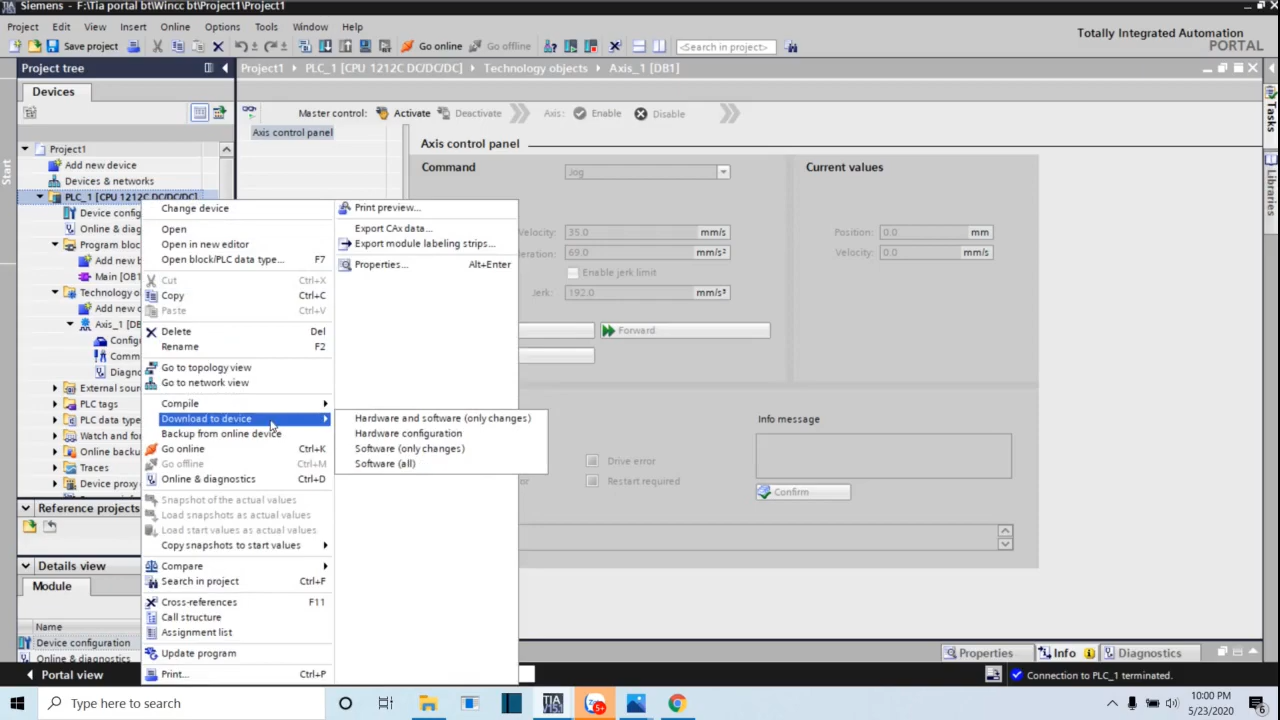 Siemens - F:\Tia portal bt\Wincc bt\Project1\Project1
Project Edit View Insert Online Options Tools Window Help
Save project Go online Go offline <Search in project>
Totally Integrated Automation
PORTAL
Project tree
Project1 PLC_1 [CPU 1212C DC/DC/DC] Technology objects Axis_1 [DB1]
Devices
Master control: Activate Deactivate Axis: Enable Disable
Axis control panel
Axis control panel
Command
Jog
Velocity: 35.0 mm/s
leration: 69.0 mm/s²
Enable jerk limit
Jerk: 192.0 mm/s³
Forward
Current values
Position: 0.0 mm
Velocity: 0.0 mm/s
Drive error
Restart required
or
Info message
Confirm
Project1
Add new device
Devices & networks
PLC_1 [CPU 1212C DC/DC/DC]
Device config
Online & diag
Program bloc
Add new b
Main [OB1
Technology o
Add new o
Axis_1 [DB
Config
Comm
Diagno
External sour
PLC tags
PLC data type
Watch and fo
Online backu
Traces
Device proxy
Reference projects
Details view
Module
Name
Device configuration
Online & diagnostics
Change device
Open
Open in new editor
Open block/PLC data type... F7
Cut Ctrl+X
Copy Ctrl+C
Paste Ctrl+V
Delete Del
Rename F2
Go to topology view
Go to network view
Compile
Download to device
Backup from online device
Go online Ctrl+K
Go offline Ctrl+M
Online & diagnostics Ctrl+D
Snapshot of the actual values
Load snapshots as actual values
Load start values as actual values
Copy snapshots to start values
Compare
Search in project Ctrl+F
Cross-references F11
Call structure
Assignment list
Update program
Print... Ctrl+P
Print preview...
Export CAx data...
Export module labeling strips...
Properties... Alt+Enter
Hardware and software (only changes)
Hardware configuration
Software (only changes)
Software (all)
Start
Tasks
Libraries
Properties Info Diagnostics
Portal view
Connection to PLC_1 terminated.
Type here to search
TIA
5+
10:00 PM
5/23/2020
6